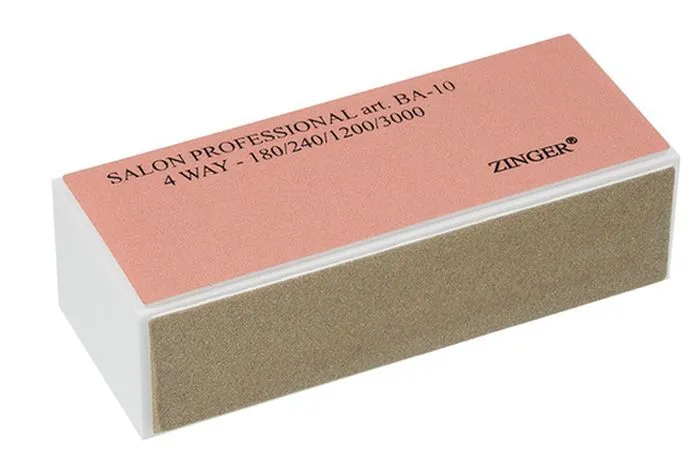 SALON PROFESSIONAL art. BA-10
4 WAY - 180/240/1200/3000
ZINGER®